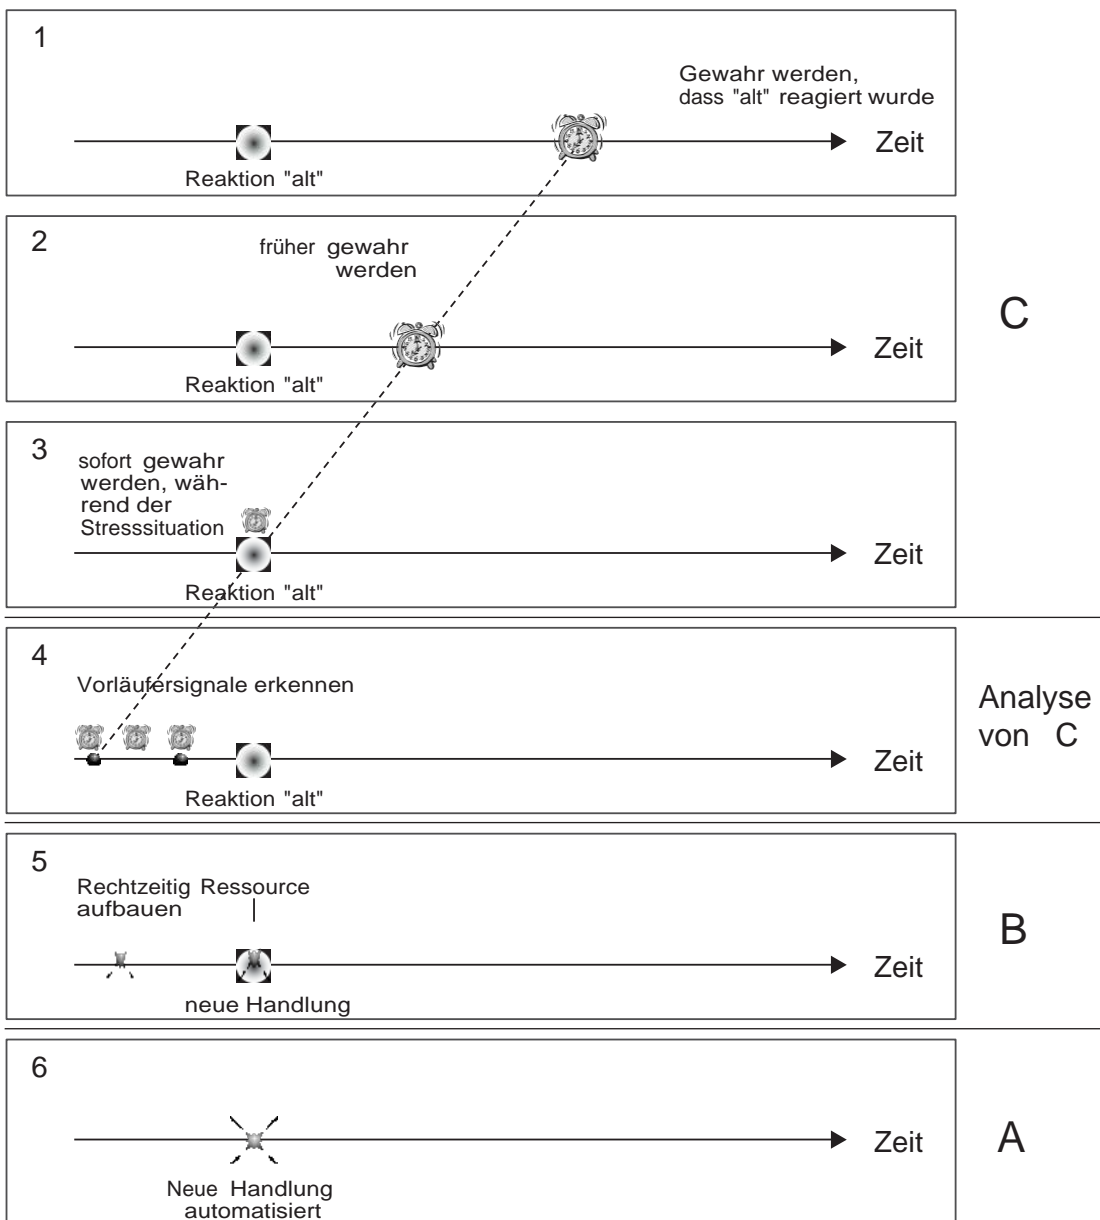 1
Gewahr werden,
dass "alt" reagiert wurde
Zeit
Reaktion "alt"
2
früher gewahr
werden
Zeit
Reaktion "alt"
C
3
sofort gewahr
werden, wäh-
rend der
Stresssituation
Zeit
Reaktion "alt"
4
Vorläufersignale erkennen
Zeit
Reaktion "alt"
Analyse
von C
5
Rechtzeitig Ressource
aufbauen
Zeit
neue Handlung
B
6
Zeit
Neue Handlung
automatisiert
A